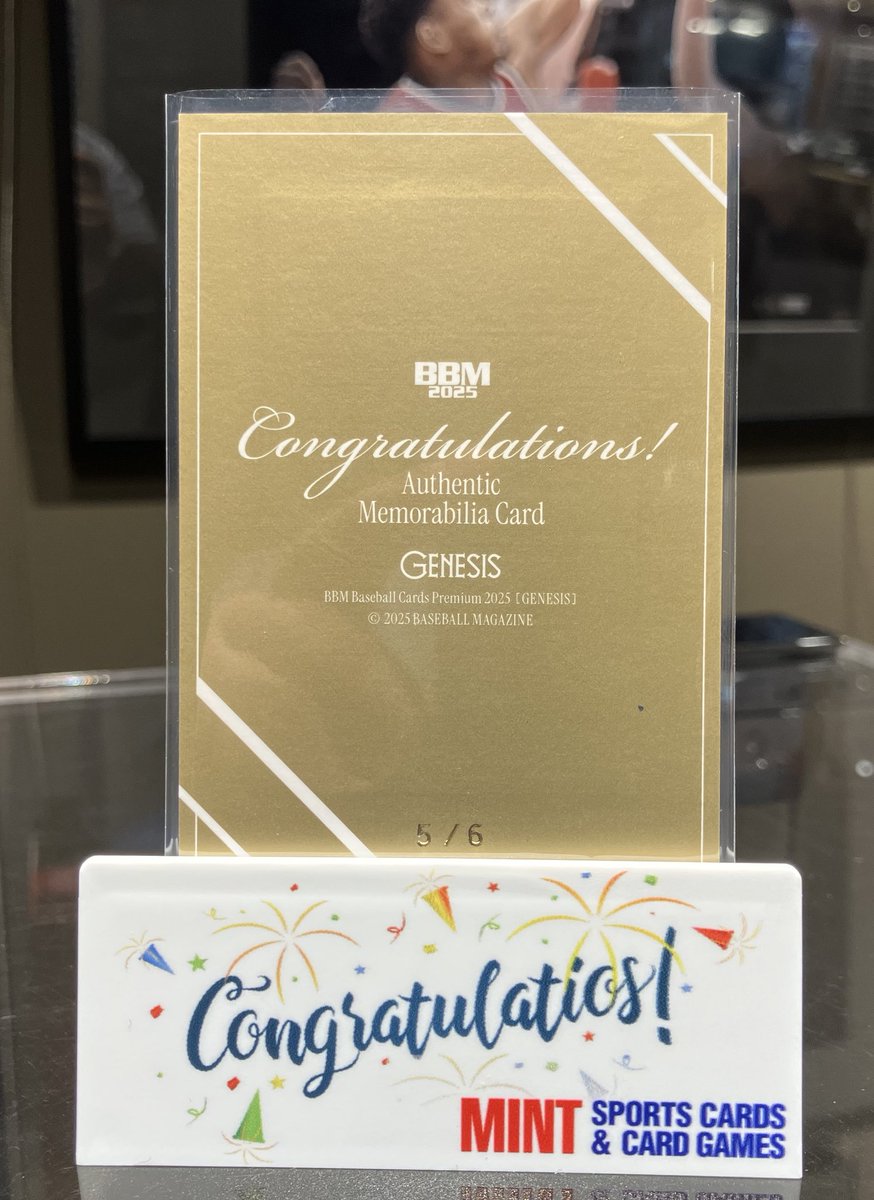 BBM
2025
Congratulations!
Authentic
Memorabilia Card
GENESIS
BBM Baseball Cards Premium 2025 [GENESIS]
© 2025 BASEBALL MAGAZINE
5/6
Congratulatios!
MINT SPORTS CARDS
& CARD GAMES